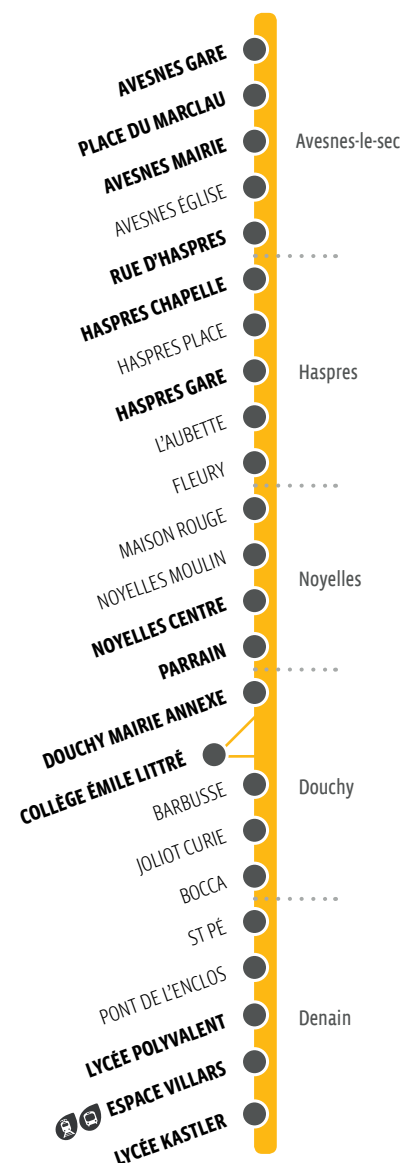 AVESNES GARE
PLACE DU MARCLAU
AVESNES MAIRIE
Avesnes-le-sec
AVESNES ÉGLISE
RUE D'HASPRES
HASPRES CHAPELLE
HASPRES PLACE
HASPRES GARE
Haspres
L'AUBETTE
FLEURY
MAISON ROUGE
NOYELLES MOULIN
Noyelles
NOYELLES CENTRE
PARRAIN
DOUCHY MAIRIE ANNEXE
COLLÈGE ÉMILE LITTRÉ
Douchy
BARBUSSE
JOLIOT CURIE
BOCCA
ST PÉ
PONT DE L'ENCLOS
LYCÉE POLYVALENT
Denain
ESPACE VILLARS
LYCÉE KASTLER